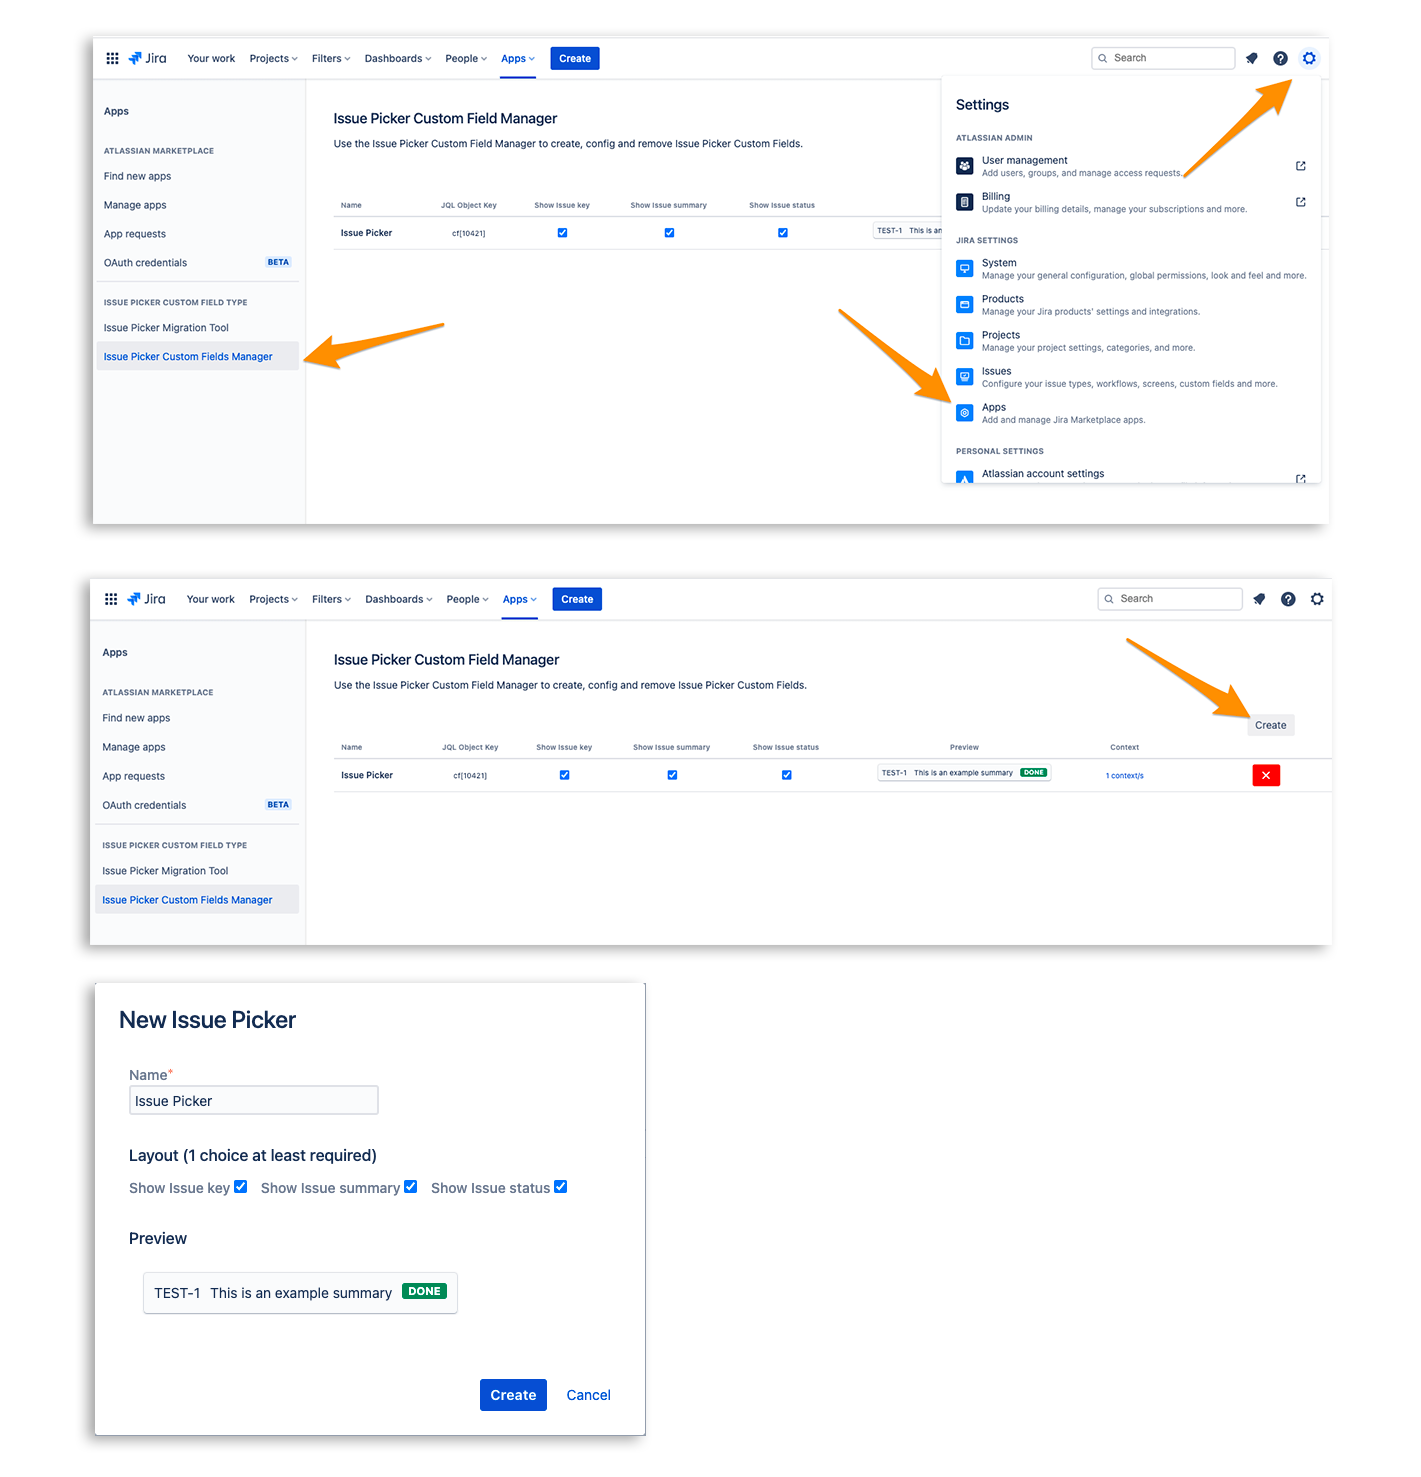 Jira Your work Projects Filters Dashboards People Apps Create Search
Settings
Apps
Issue Picker Custom Field Manager
ATLASSIAN ADMIN
Use the Issue Picker Custom Field Manager to create, config and remove Issue Picker Custom Fields.
ATLASSIAN MARKETPLACE
User management
Find new apps
Add users, groups, and manage access requests.
Billing
Manage apps
Name JQL Object Key Show Issue key Show Issue summary Show Issue status
Update your billing details, manage your subscriptions and more.
App requests
Issue Picker cf[10421] TEST-1 This is an
JIRA SETTINGS
OAuth credentials BETA
System
Manage your general configuration, global permissions, look and feel and more.
ISSUE PICKER CUSTOM FIELD TYPE
Products
Manage your Jira products' settings and integrations.
Issue Picker Migration Tool
Projects
Manage your project settings, categories, and more.
Issue Picker Custom Fields Manager
Issues
Configure your issue types, workflows, screens, custom fields and more.
Apps
Add and manage Jira Marketplace apps.
PERSONAL SETTINGS
Atlassian account settings
Jira Your work Projects Filters Dashboards People Apps Create Search
Apps
Issue Picker Custom Field Manager
Use the Issue Picker Custom Field Manager to create, config and remove Issue Picker Custom Fields.
ATLASSIAN MARKETPLACE
Find new apps
Create
Manage apps
Name JQL Object Key Show Issue key Show Issue summary Show Issue status Preview Context
App requests
Issue Picker cf[10421] TEST-1 This is an example summary DONE 1 context/s
OAuth credentials BETA
ISSUE PICKER CUSTOM FIELD TYPE
Issue Picker Migration Tool
Issue Picker Custom Fields Manager
New Issue Picker
Name*
Issue Picker
Layout (1 choice at least required)
Show Issue key Show Issue summary Show Issue status
Preview
TEST-1 This is an example summary DONE
Create Cancel